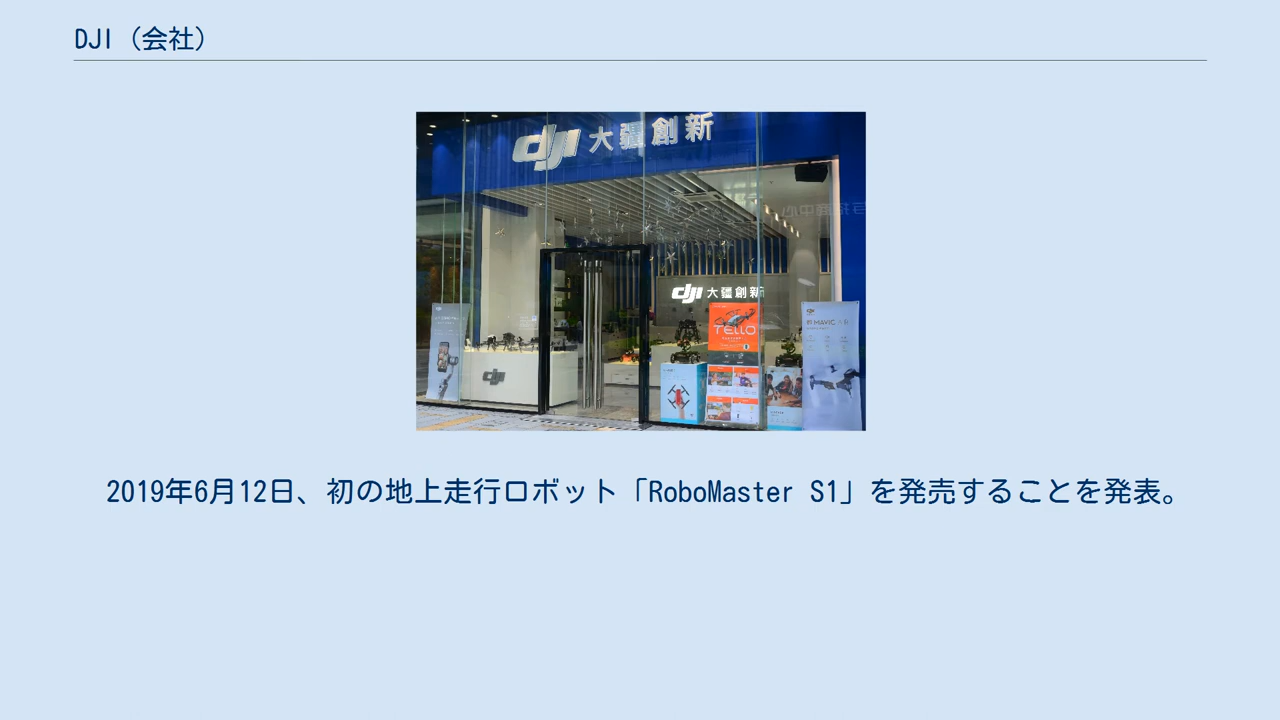 DJI（会社）
dji 大疆創新
dji 大疆創新
TELLO
MAVIC AIR
dji
2019年6月12日、初の地上走行ロボット「RoboMaster S1」を発売することを発表。